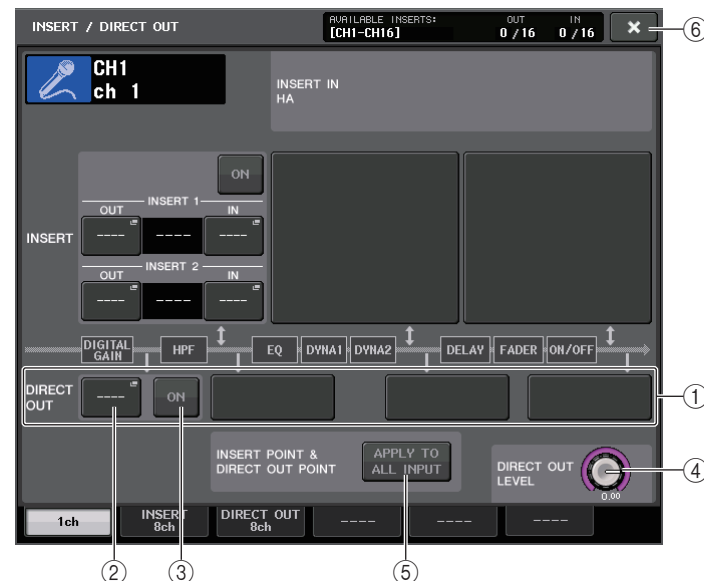 INSERT / DIRECT OUT
AVAILABLE INSERTS: OUT IN
[CH1-CH16] 0 /16 0 /16
×
⑥
CH1
ch 1
INSERT IN
HA
ON
INSERT 1
OUT IN
---- ---- ----
INSERT
INSERT 2
OUT IN
---- ---- ----
DIGITAL GAIN HPF EQ DYNA1 DYNA2 DELAY FADER ON/OFF
DIRECT
OUT
---- ON
①
INSERT POINT &
DIRECT OUT POINT
APPLY TO
ALL INPUT
DIRECT OUT
LEVEL
0.00
④
1ch
INSERT
8ch
DIRECT OUT
8ch
---- ---- ----
② ③ ⑤